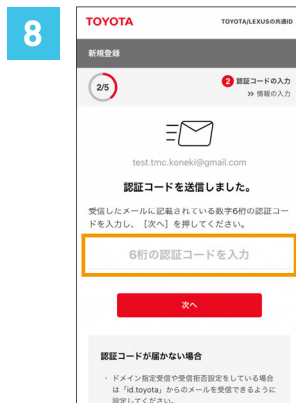 8
TOYOTA
TOYOTA/LEXUSの共通ID
新規登録
2/5
2 認証コードの入力
>> 情報の入力
test.tmc.koneki@gmail.com
認証コードを送信しました。
受信したメールに記載されている数字6桁の認証コー
ドを入力し、［次へ］を押してください。
6桁の認証コードを入力
次へ
認証コードが届かない場合
・ ドメイン指定受信や受信拒否設定をしている場合
は「id.toyota」からのメールを受信できるように
設定してください。